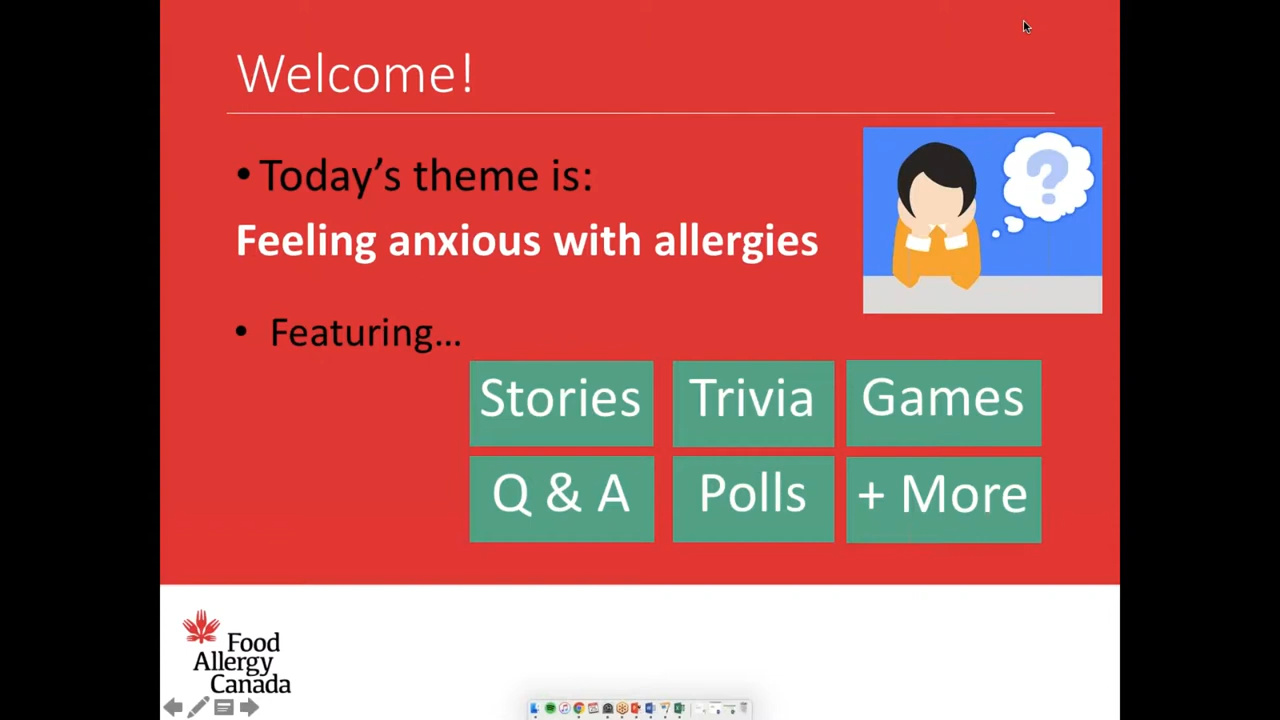 Welcome!
• Today's theme is:
Feeling anxious with allergies
?
• Featuring...
Stories Trivia Games
Q & A Polls + More
Food
Allergy
Canada